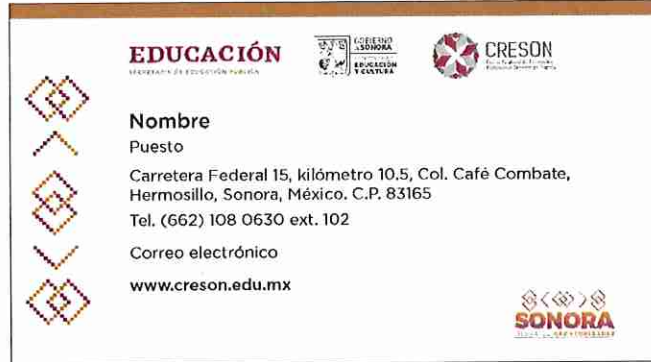 EDUCACIÓN
SECRETARÍA DE EDUCACIÓN PÚBLICA
GOBIERNO
DE SONORA
EDUCACIÓN
Y CULTURA
CRESON
Nombre
Puesto
Carretera Federal 15, kilómetro 10.5, Col. Café Combate,
Hermosillo, Sonora, México. C.P. 83165
Tel. (662) 108 0630 ext. 102
Correo electrónico
www.creson.edu.mx
SONORA